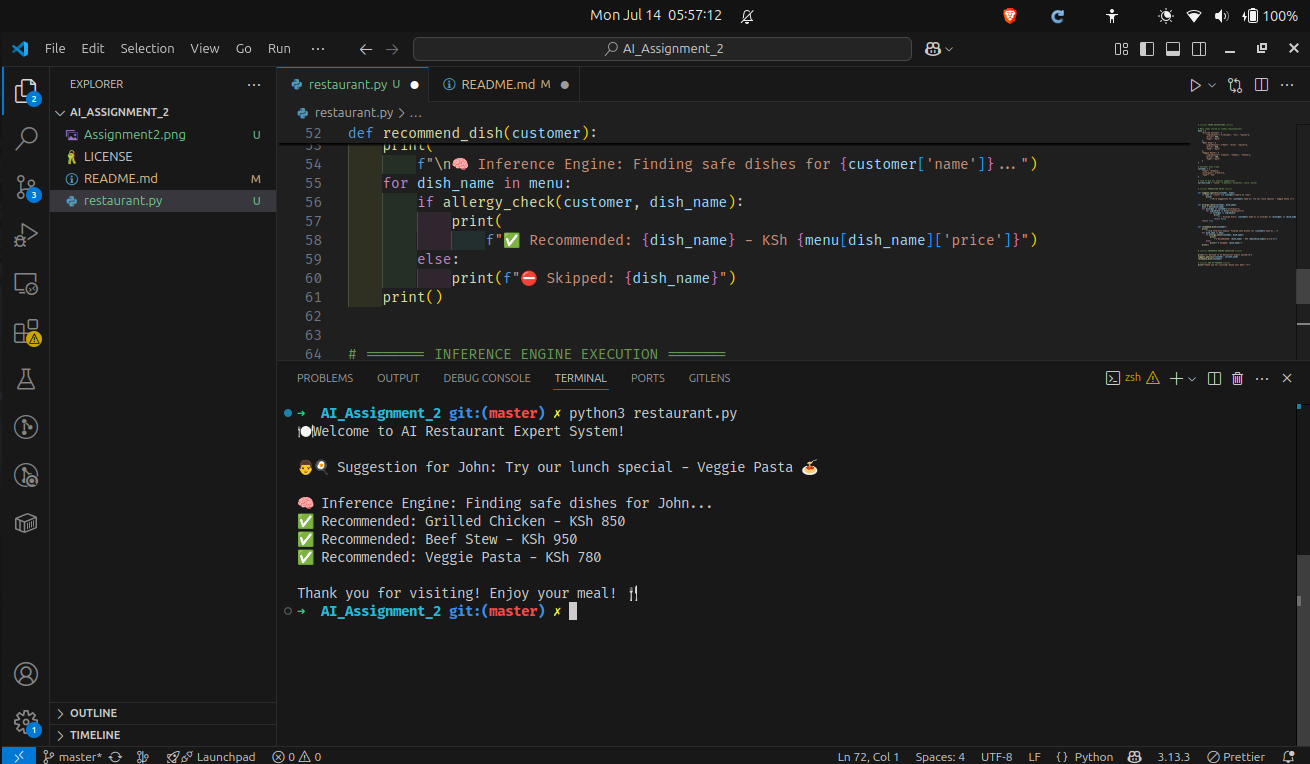 Mon Jul 14 05:57:12
100%
File Edit Selection View Go Run ···
AI_Assignment_2
EXPLORER
AI_ASSIGNMENT_2
Assignment2.png U
LICENSE
README.md M
restaurant.py U
OUTLINE
TIMELINE
2
3
1
restaurant.py U
README.md M
restaurant.py > ...
52 def recommend_dish(customer):
53 print(
54 f"\n🧠 Inference Engine: Finding safe dishes for {customer['name']}...")
55 for dish_name in menu:
56 if allergy_check(customer, dish_name):
57 print(
58 f"✅ Recommended: {dish_name} - KSh {menu[dish_name]['price']}")
59 else:
60 print(f"⛔ Skipped: {dish_name}")
61 print()
62
63
64 # ======= INFERENCE ENGINE EXECUTION =======
PROBLEMS OUTPUT DEBUG CONSOLE TERMINAL PORTS GITLENS
zsh
➜ AI_Assignment_2 git:(master) ✗ python3 restaurant.py
🍽️Welcome to AI Restaurant Expert System!
👨🍳 Suggestion for John: Try our lunch special - Veggie Pasta 🍝
🧠 Inference Engine: Finding safe dishes for John...
✅ Recommended: Grilled Chicken - KSh 850
✅ Recommended: Beef Stew - KSh 950
✅ Recommended: Veggie Pasta - KSh 780
Thank you for visiting! Enjoy your meal! 🍴
➜ AI_Assignment_2 git:(master) ✗
master* Launchpad 0 0 Ln 72, Col 1 Spaces: 4 UTF-8 LF {} Python 3.13.3 Prettier